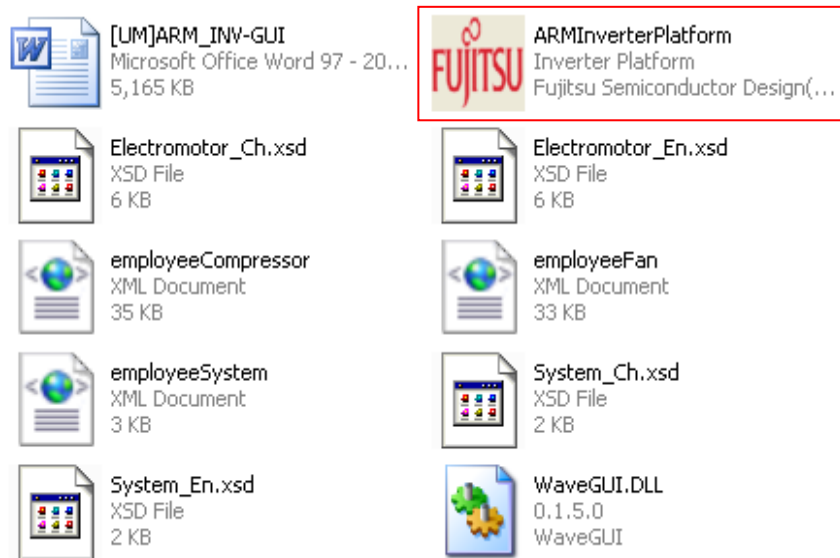 [UM]ARM_INV-GUI
Microsoft Office Word 97 - 20...
5,165 KB
FUJITSU
ARMInverterPlatform
Inverter Platform
Fujitsu Semiconductor Design(...
Electromotor_Ch.xsd
XSD File
6 KB
Electromotor_En.xsd
XSD File
6 KB
employeeCompressor
XML Document
35 KB
employeeFan
XML Document
33 KB
employeeSystem
XML Document
3 KB
System_Ch.xsd
XSD File
2 KB
System_En.xsd
XSD File
2 KB
WaveGUI.DLL
0.1.5.0
WaveGUI